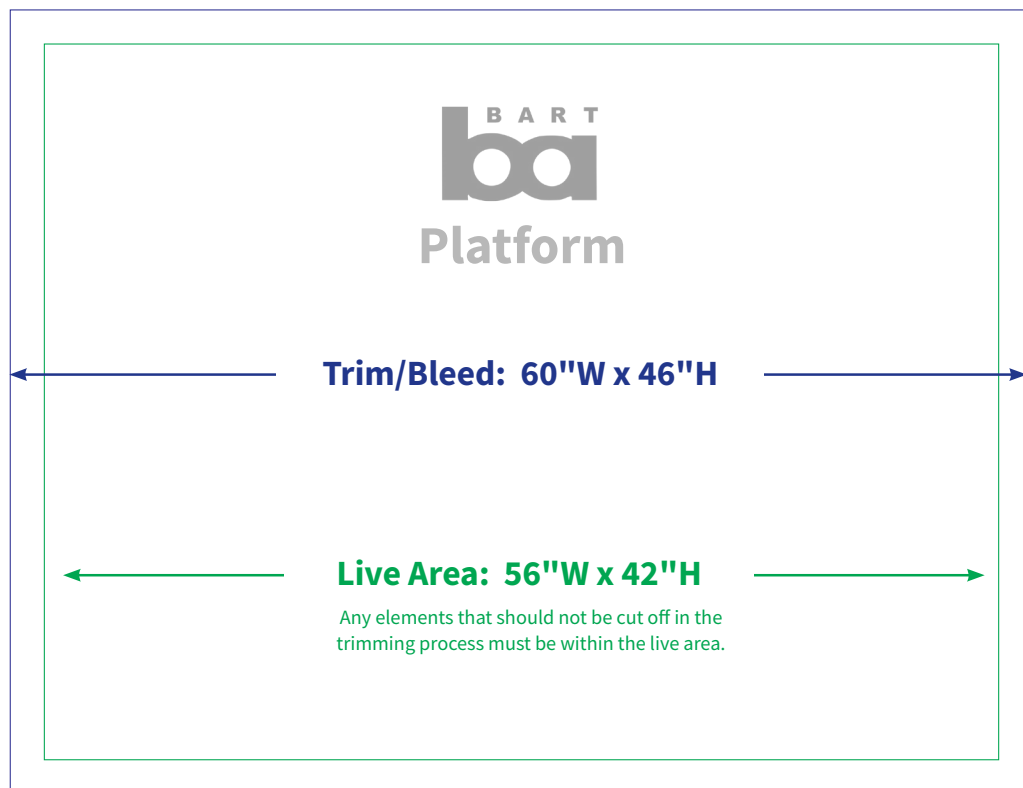 BART
ba
Platform
Trim/Bleed: 60"W x 46"H
Live Area: 56"W x 42"H
Any elements that should not be cut off in the
trimming process must be within the live area.